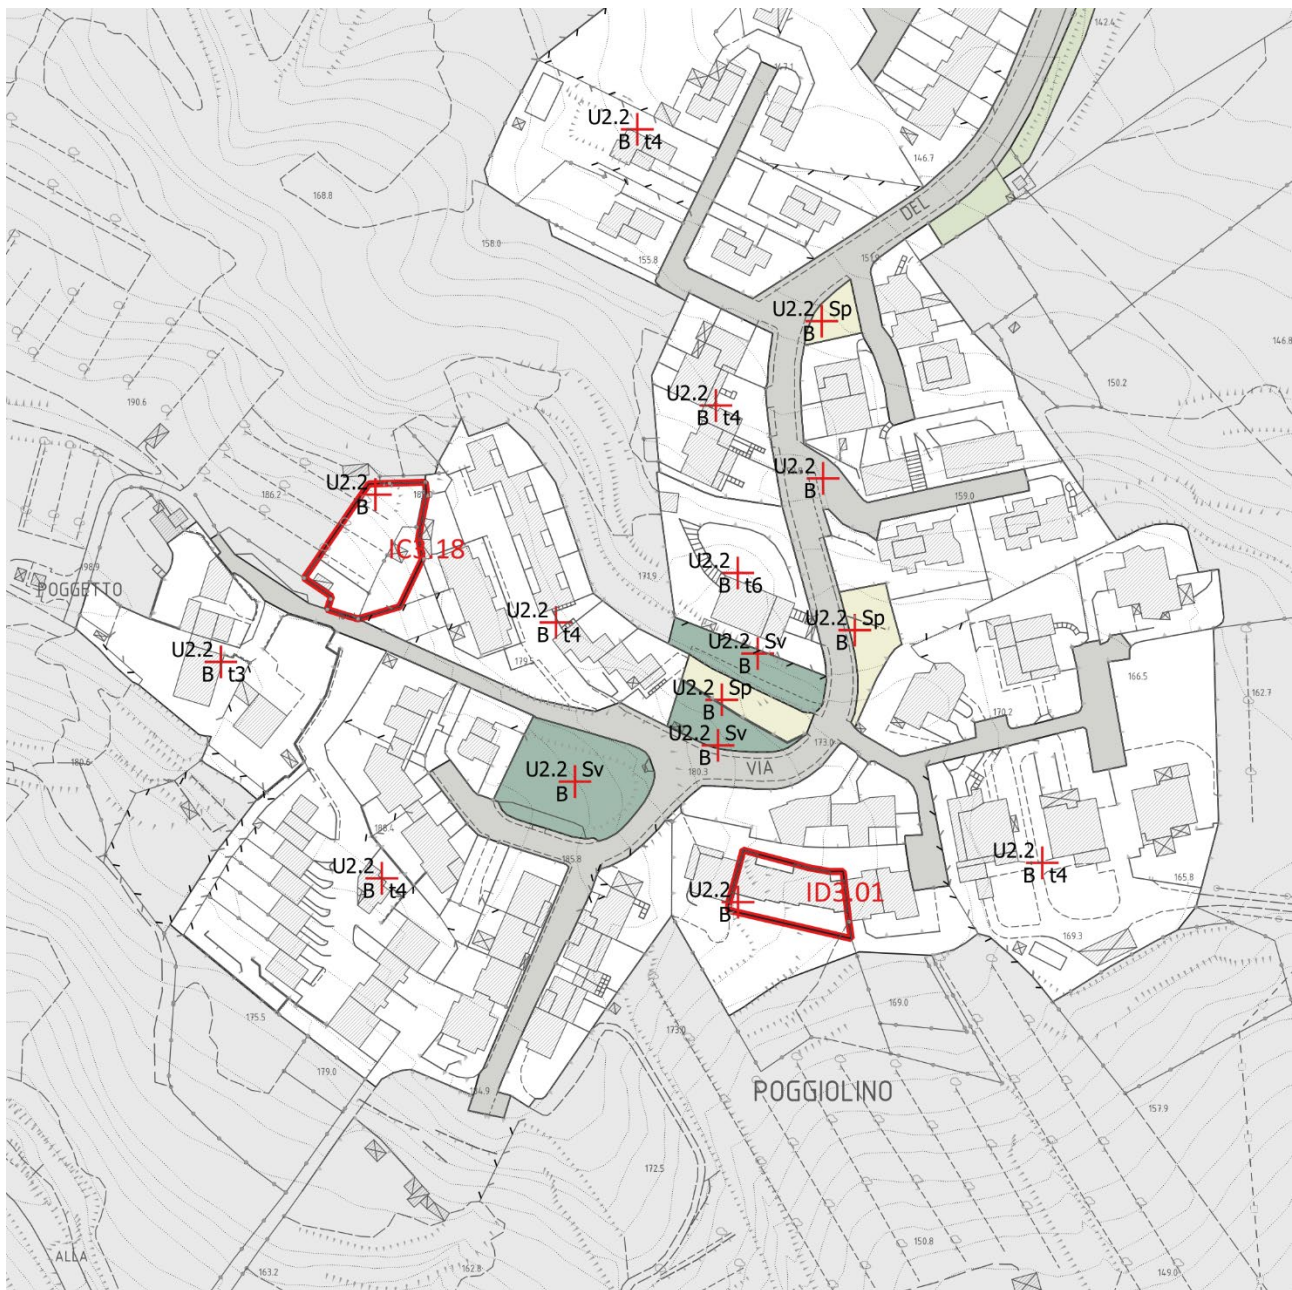 142.4
147.1
U2.2
B t4
146.7
168.8
DEL
158.0
155.8
151.9
U2.2 Sp
B
146.8
150.2
190.6
U2.2
B t4
U2.2
B
186.2
U2.2
B
159.0
IC3.18
198.9
POGGETTO
171.9
U2.2
B t6
U2.2
B t4
U2.2 Sp
B
U2.2 Sv
B
U2.2
B t3
166.5
162.7
U2.2 Sp
B
170.2
U2.2 Sv
B
173.0
180.6
180.3
VIA
U2.2 Sv
B
188.4
185.8
U2.2
B t4
U2.2
B t4
165.8
U2.2
B
ID3.01
169.3
169.0
175.5
173.0
179.0
POGGIOLINO
157.9
172.5
150.8
ALLA
163.2
162.8
149.0